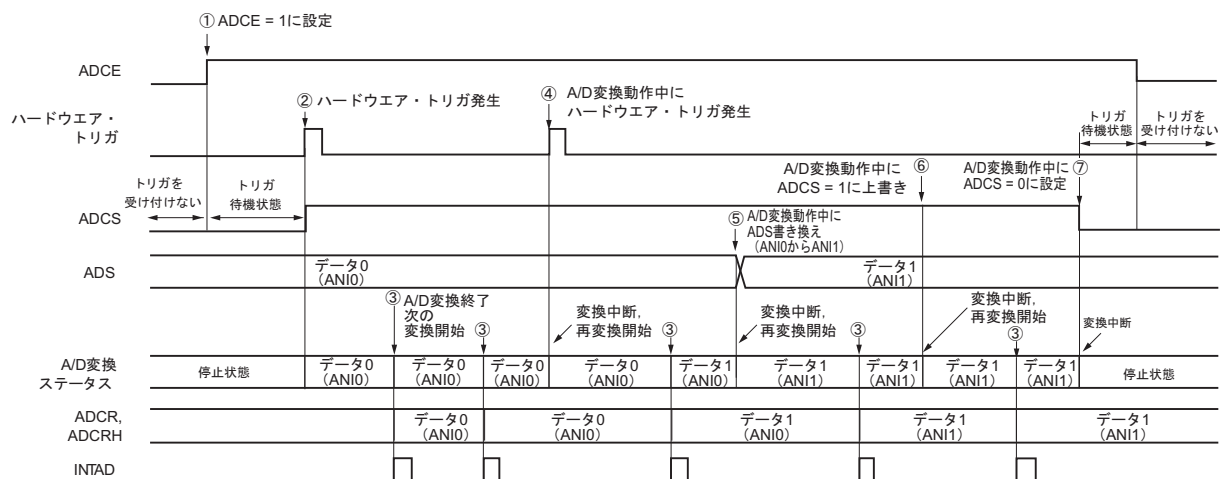 ① ADCE = 1に設定
ADCE
② ハードウエア・トリガ発生
④ A/D変換動作中に
ハードウエア・トリガ発生
ハードウエア・
トリガ
トリガ
待機状態
トリガを
受け付けない
A/D変換動作中に ⑥
ADCS = 1に上書き
A/D変換動作中に ⑦
ADCS = 0に設定
トリガを
受け付けない
トリガ
待機状態
ADCS
⑤ A/D変換動作中に
ADS書き換え
(ANI0からANI1)
ADS
データ0
(ANI0)
データ1
(ANI1)
③ A/D変換終了
次の
変換開始
③
変換中断,
再変換開始
③
変換中断,
再変換開始
③
変換中断,
再変換開始
③
変換中断
A/D変換
ステータス
停止状態
データ0
(ANI0)
データ0
(ANI0)
データ0
(ANI0)
データ0
(ANI0)
データ1
(ANI0)
データ1
(ANI1)
データ1
(ANI1)
データ1
(ANI1)
データ1
(ANI1)
停止状態
ADCR,
ADCRH
データ0
(ANI0)
データ0
(ANI0)
データ1
(ANI0)
データ1
(ANI1)
データ1
(ANI1)
INTAD